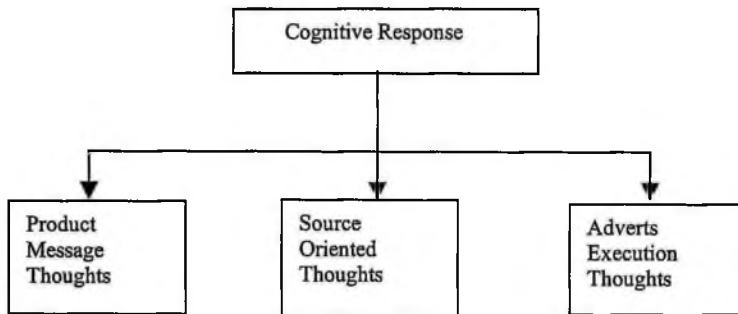 Cognitive Response
Product
Message
Thoughts
Source
Oriented
Thoughts
Adverts
Execution
Thoughts